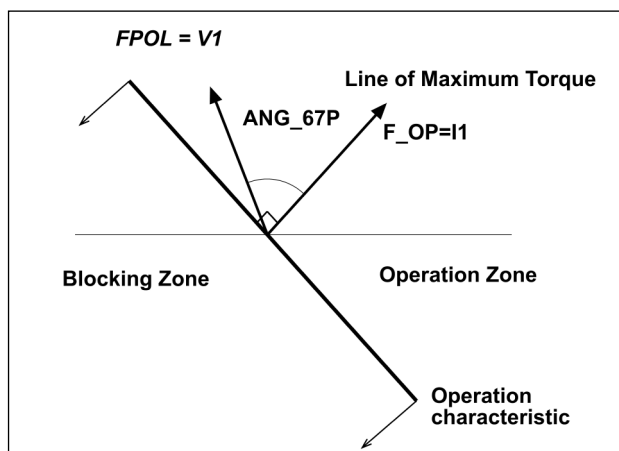 FPOL = V1
Line of Maximum Torque
ANG_67P
F_OP=I1
Blocking Zone
Operation Zone
Operation
characteristic